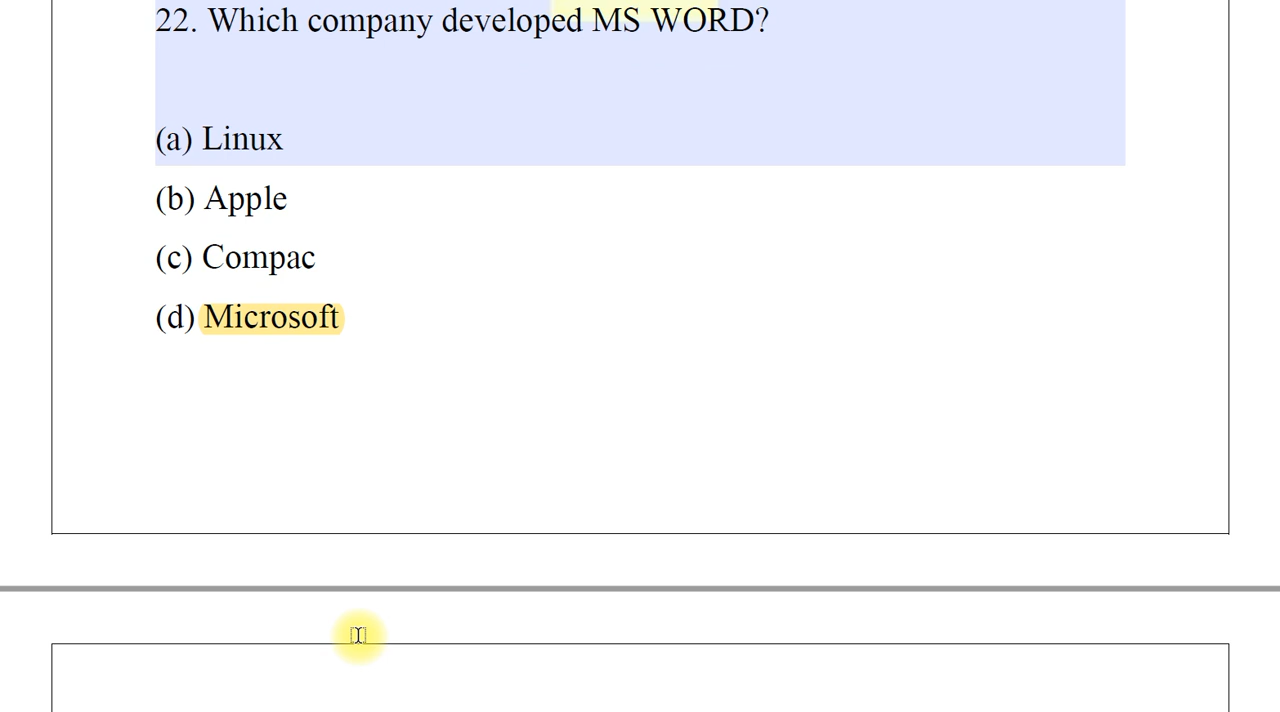 22. Which company developed MS WORD?
(a) Linux
(b) Apple
(c) Compac
(d) Microsoft